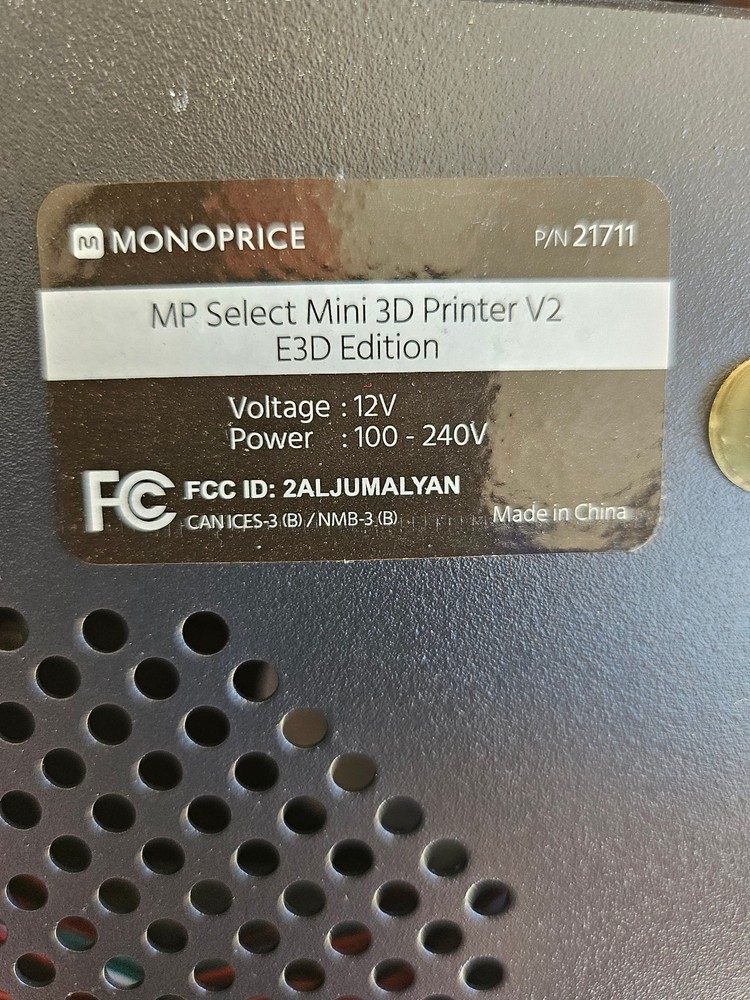 MONOPRICE P/N 21711
MP Select Mini 3D Printer V2
E3D Edition
Voltage : 12V
Power : 100 - 240V
FC FCC ID: 2ALJUMALYAN
CAN ICES-3 (B) / NMB-3 (B)
Made in China